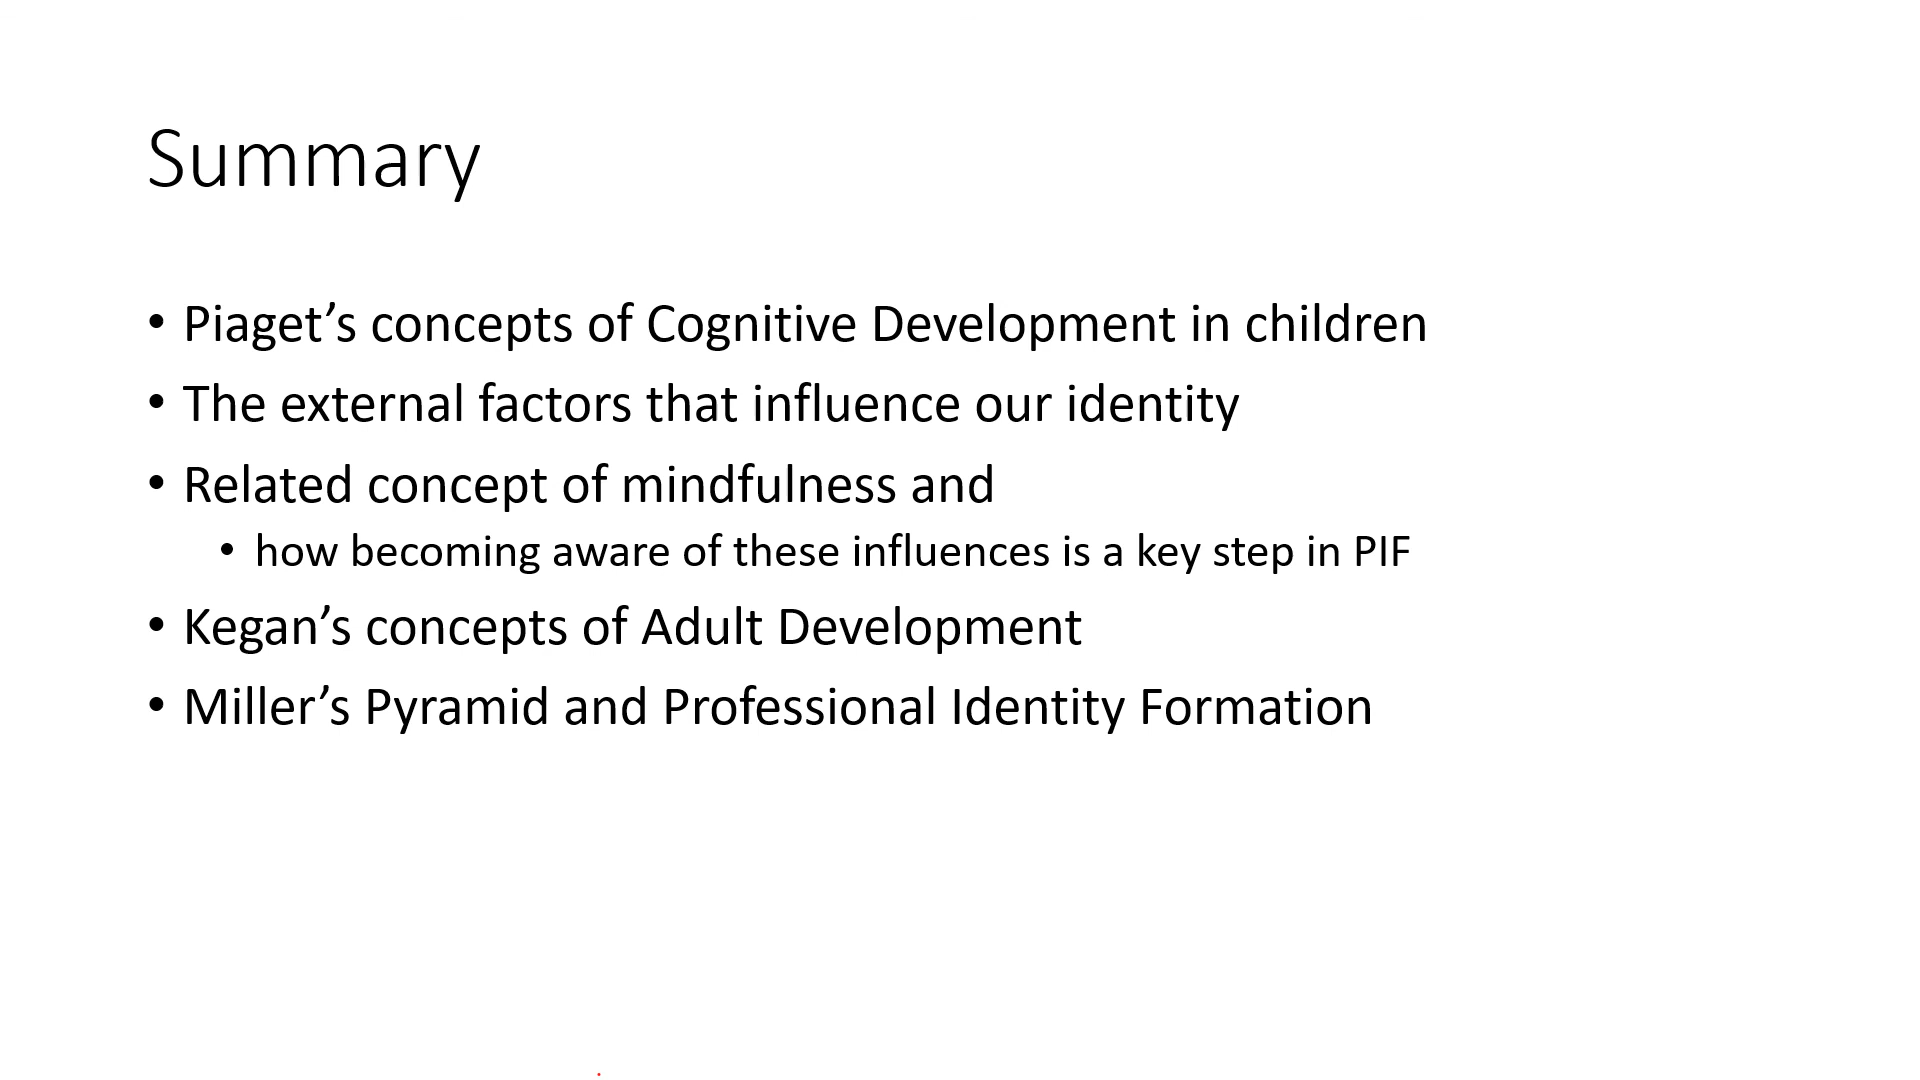 Summary
• Piaget’s concepts of Cognitive Development in children
• The external factors that influence our identity
• Related concept of mindfulness and
• how becoming aware of these influences is a key step in PIF
• Kegan’s concepts of Adult Development
• Miller’s Pyramid and Professional Identity Formation